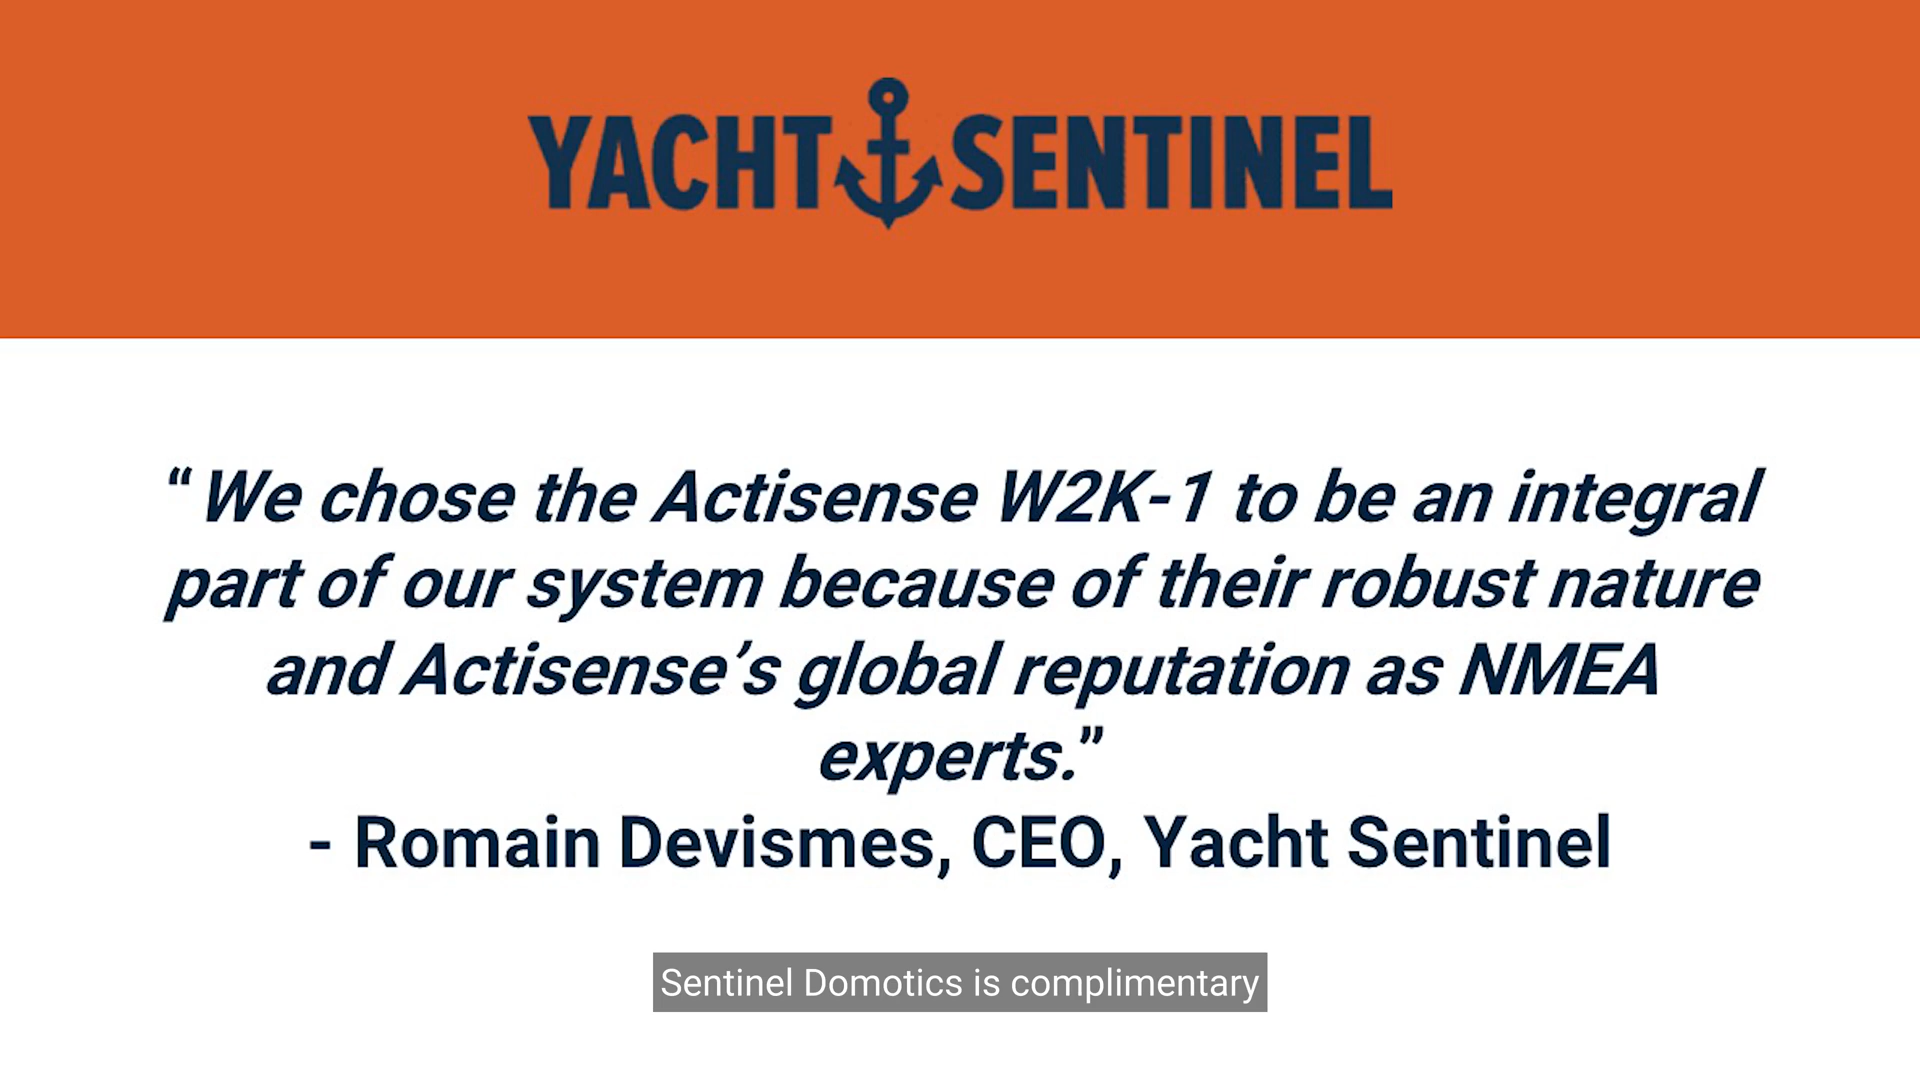 YACHT SENTINEL
“We chose the Actisense W2K-1 to be an integral
part of our system because of their robust nature
and Actisense’s global reputation as NMEA
experts.”
- Romain Devismes, CEO, Yacht Sentinel
Sentinel Domotics is complimentary